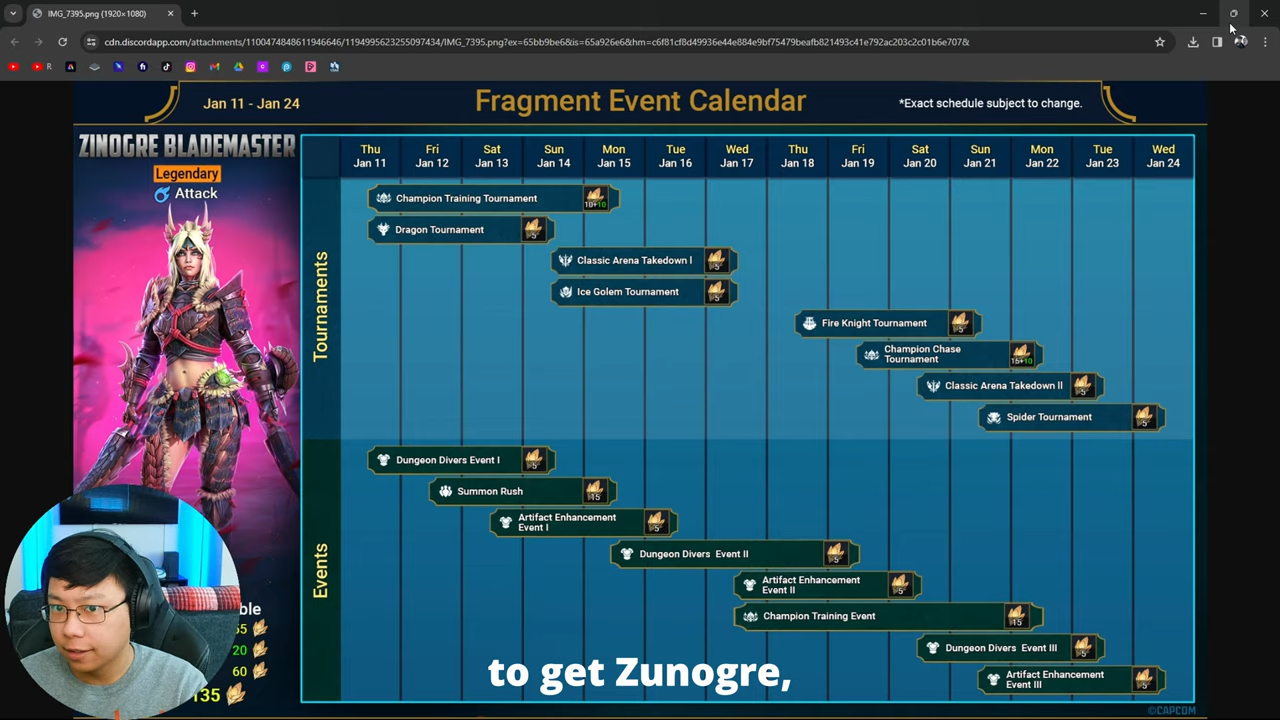 IMG_7395.png (1920×1080)
cdn.discordapp.com/attachments/1100474848611946646/1194995623255097434/IMG_7395.png?ex=65bb9be6&is=65a926e6&hm=c6f81cf8d49936e44e884e9bf75479beafb821493c41e792ac203c2c01b6e707&
R
Jan 11 - Jan 24
Fragment Event Calendar
*Exact schedule subject to change.
ZINOGRE BLADEMASTER
Legendary
Attack
Thu Jan 11
Fri Jan 12
Sat Jan 13
Sun Jan 14
Mon Jan 15
Tue Jan 16
Wed Jan 17
Thu Jan 18
Fri Jan 19
Sat Jan 20
Sun Jan 21
Mon Jan 22
Tue Jan 23
Wed Jan 24
Tournaments
Champion Training Tournament 10+10
Dragon Tournament 5
Classic Arena Takedown I 5
Ice Golem Tournament 5
Fire Knight Tournament 5
Champion Chase
Tournament 15+10
Classic Arena Takedown II 5
Spider Tournament 5
Events
Dungeon Divers Event I 5
Summon Rush 15
Artifact Enhancement
Event I 5
Dungeon Divers Event II 5
Artifact Enhancement
Event II 5
Champion Training Event 15
Dungeon Divers Event III 5
Artifact Enhancement
Event III 5
20
60
135
to get Zunogre,
©CAPCOM